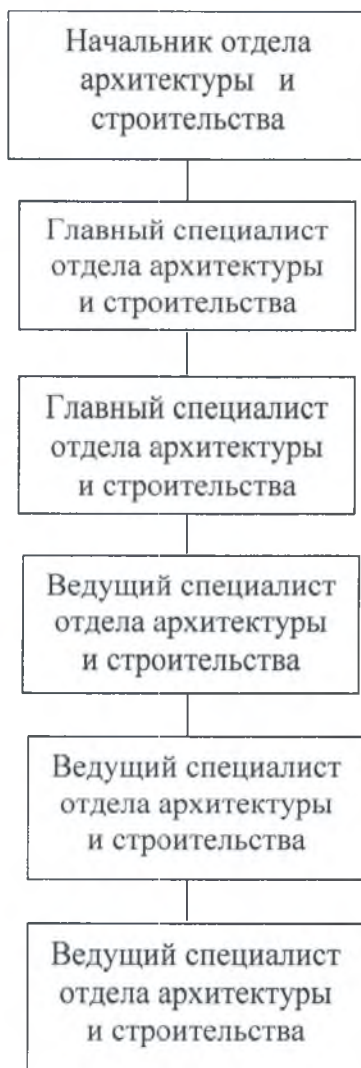 Начальник отдела
архитектуры и
строительства
Главный специалист
отдела архитектуры
и строительства
Главный специалист
отдела архитектуры
и строительства
Ведущий специалист
отдела архитектуры
и строительства
Ведущий специалист
отдела архитектуры
и строительства
Ведущий специалист
отдела архитектуры
и строительства